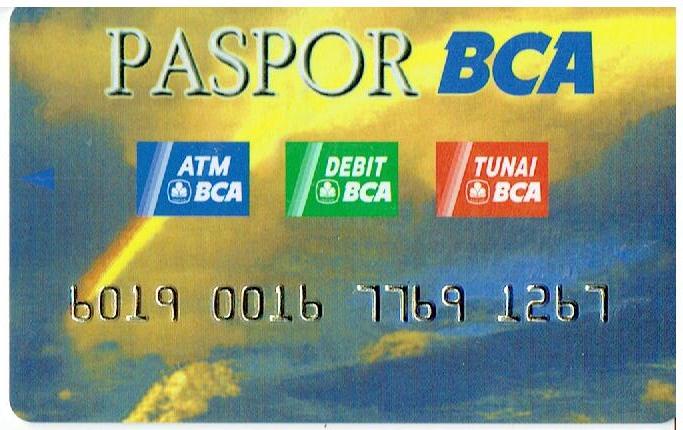 PASPOR BCA
ATM BCA
DEBIT BCA
TUNAI BCA
6019 0016 7769 1267